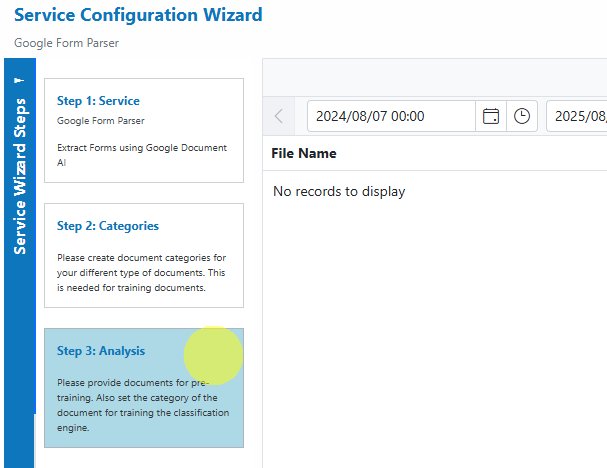 Service Configuration Wizard
Google Form Parser
Service Wizard Steps
Step 1: Service
Google Form Parser
Extract Forms using Google Document
AI
Step 2: Categories
Please create document categories for
your different type of documents. This
is needed for training documents.
Step 3: Analysis
Please provide documents for pre-
training. Also set the category of the
document for training the classification
engine.
2024/08/07 00:00
2025/08/
File Name
No records to display